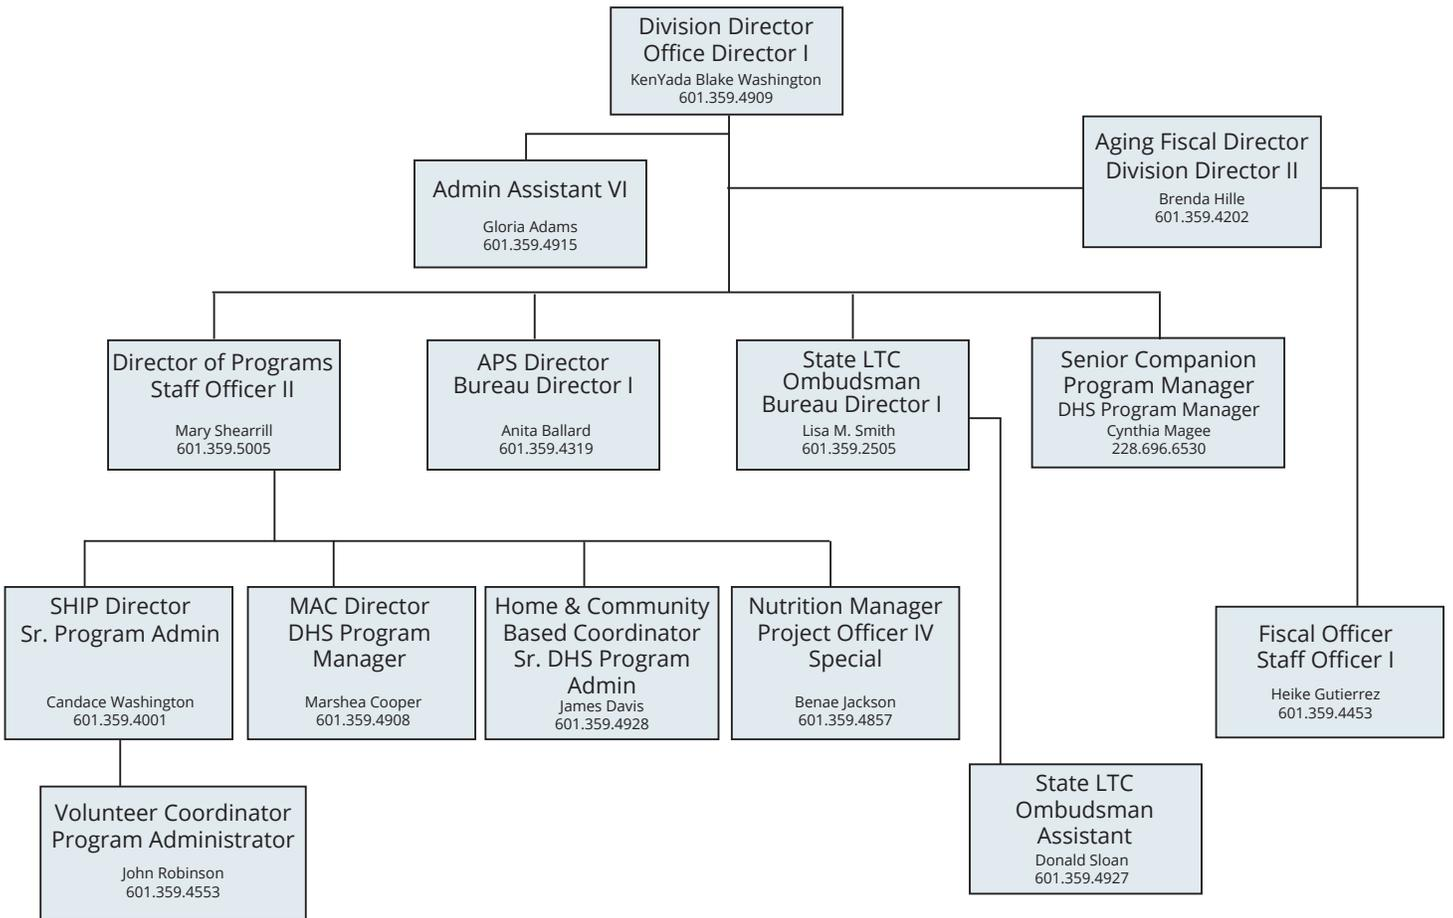 Division Director
Office Director I
KenYada Blake Washington
601.359.4909
Aging Fiscal Director
Division Director II
Brenda Hille
601.359.4202
Admin Assistant VI
Gloria Adams
601.359.4915
Director of Programs
Staff Officer II
Mary Shearrill
601.359.5005
APS Director
Bureau Director I
Anita Ballard
601.359.4319
State LTC
Ombudsman
Bureau Director I
Lisa M. Smith
601.359.2505
Senior Companion
Program Manager
DHS Program Manager
Cynthia Magee
228.696.6530
SHIP Director
Sr. Program Admin
Candace Washington
601.359.4001
MAC Director
DHS Program
Manager
Marshea Cooper
601.359.4908
Home & Community
Based Coordinator
Sr. DHS Program
Admin
James Davis
601.359.4928
Nutrition Manager
Project Officer IV
Special
Benae Jackson
601.359.4857
Fiscal Officer
Staff Officer I
Heike Gutierrez
601.359.4453
Volunteer Coordinator
Program Administrator
John Robinson
601.359.4553
State LTC
Ombudsman
Assistant
Donald Sloan
601.359.4927